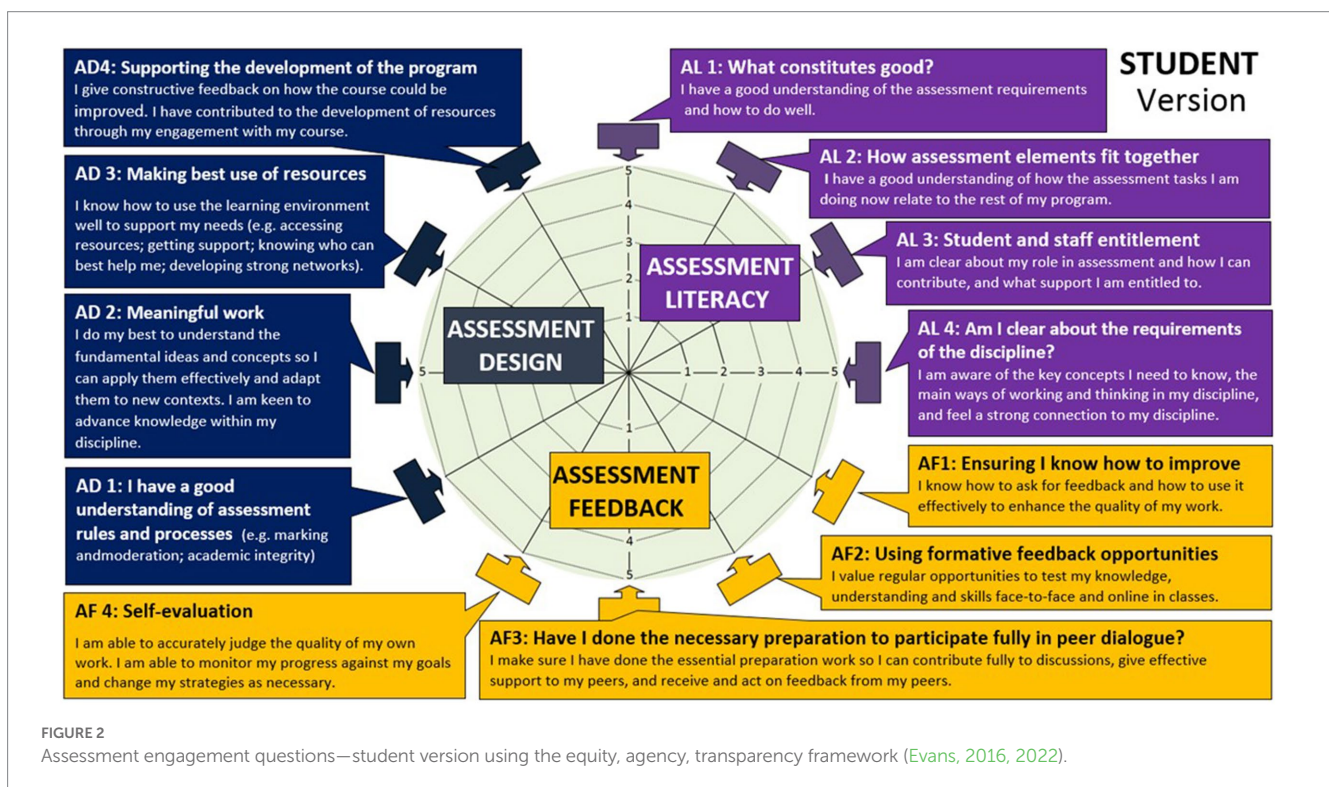 AD4: Supporting the development of the program
I give constructive feedback on how the course could be
improved. I have contributed to the development of resources
through my engagement with my course.
AL 1: What constitutes good?
I have a good understanding of the assessment requirements
and how to do well.
STUDENT
Version
AD 3: Making best use of resources
I know how to use the learning environment
well to support my needs (e.g. accessing
resources; getting support; knowing who can
best help me; developing strong networks).
AL 2: How assessment elements fit together
I have a good understanding of how the assessment tasks I am
doing now relate to the rest of my program.
AL 3: Student and staff entitlement
I am clear about my role in assessment and how I can
contribute, and what support I am entitled to.
AD 2: Meaningful work
I do my best to understand the
fundamental ideas and concepts so I
can apply them effectively and adapt
them to new contexts. I am keen to
advance knowledge within my
discipline.
5
4
3
2
1
ASSESSMENT
LITERACY
ASSESSMENT
DESIGN
5
1 2 3 4 5
1
ASSESSMENT
FEEDBACK
4
5
AL 4: Am I clear about the requirements
of the discipline?
I am aware of the key concepts I need to know, the
main ways of working and thinking in my discipline,
and feel a strong connection to my discipline.
AD 1: I have a good
understanding of assessment
rules and processes (e.g. marking
andmoderation; academic integrity)
AF1: Ensuring I know how to improve
I know how to ask for feedback and how to use it
effectively to enhance the quality of my work.
AF2: Using formative feedback opportunities
I value regular opportunities to test my knowledge,
understanding and skills face-to-face and online in classes.
AF 4: Self-evaluation
I am able to accurately judge the quality of my own
work. I am able to monitor my progress against my goals
and change my strategies as necessary.
AF3: Have I done the necessary preparation to participate fully in peer dialogue?
I make sure I have done the essential preparation work so I can contribute fully to discussions, give effective
support to my peers, and receive and act on feedback from my peers.
FIGURE 2
Assessment engagement questions—student version using the equity, agency, transparency framework (Evans, 2016, 2022).